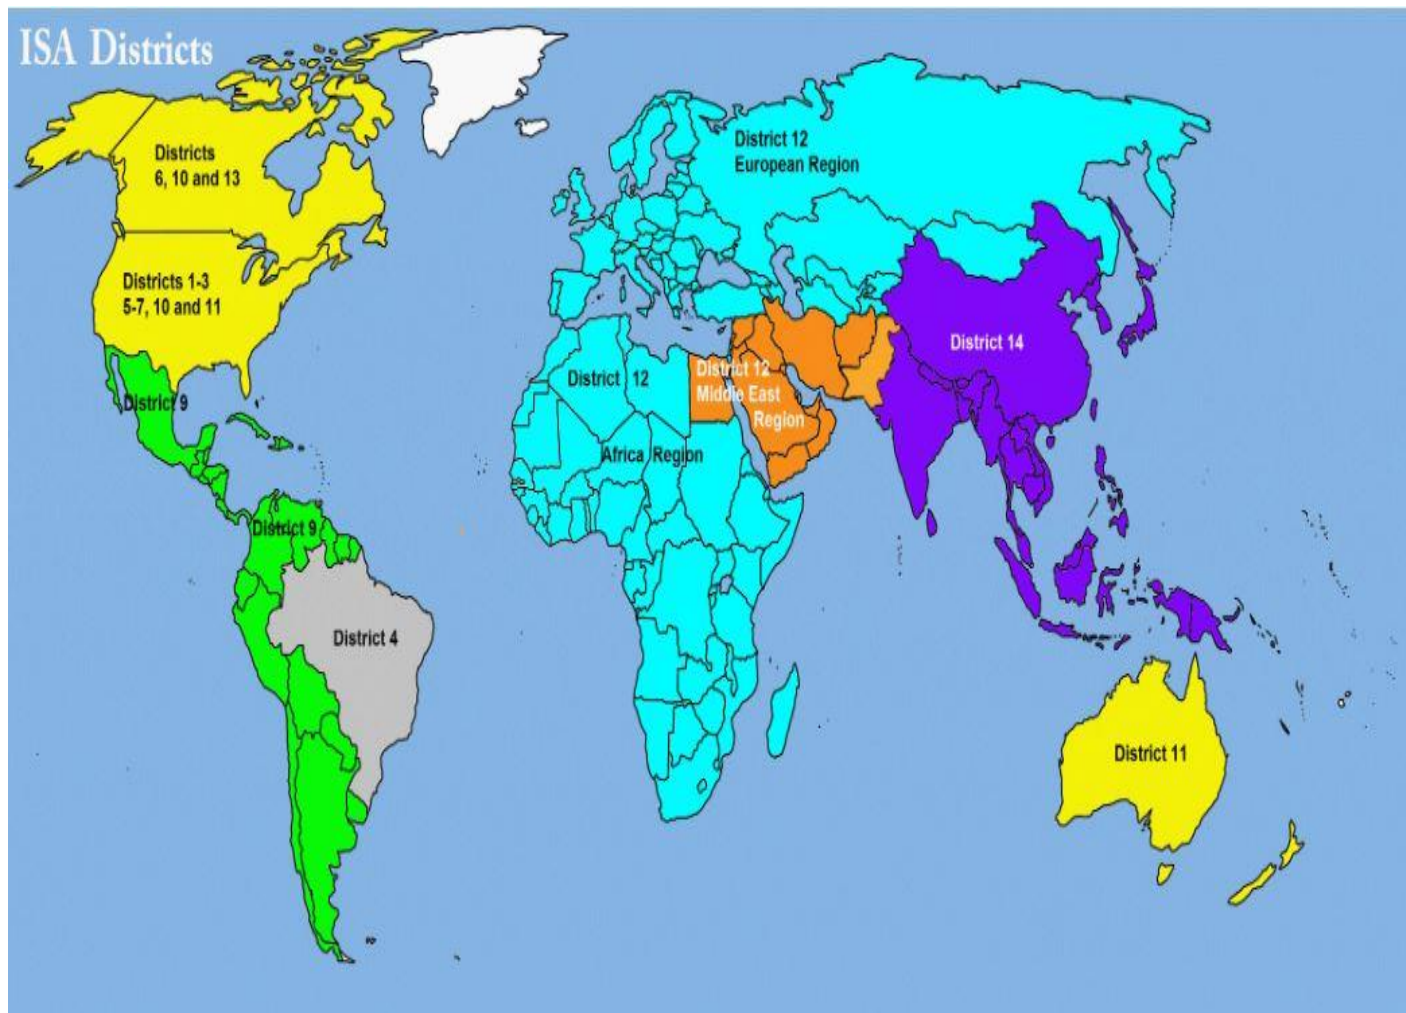 ISA Districts
Districts
6, 10 and 13
Districts 1-3
5-7, 10 and 11
District 9
District 9
District 4
District 12
European Region
District 12
Africa Region
District 12
Middle East
Region
District 14
District 11